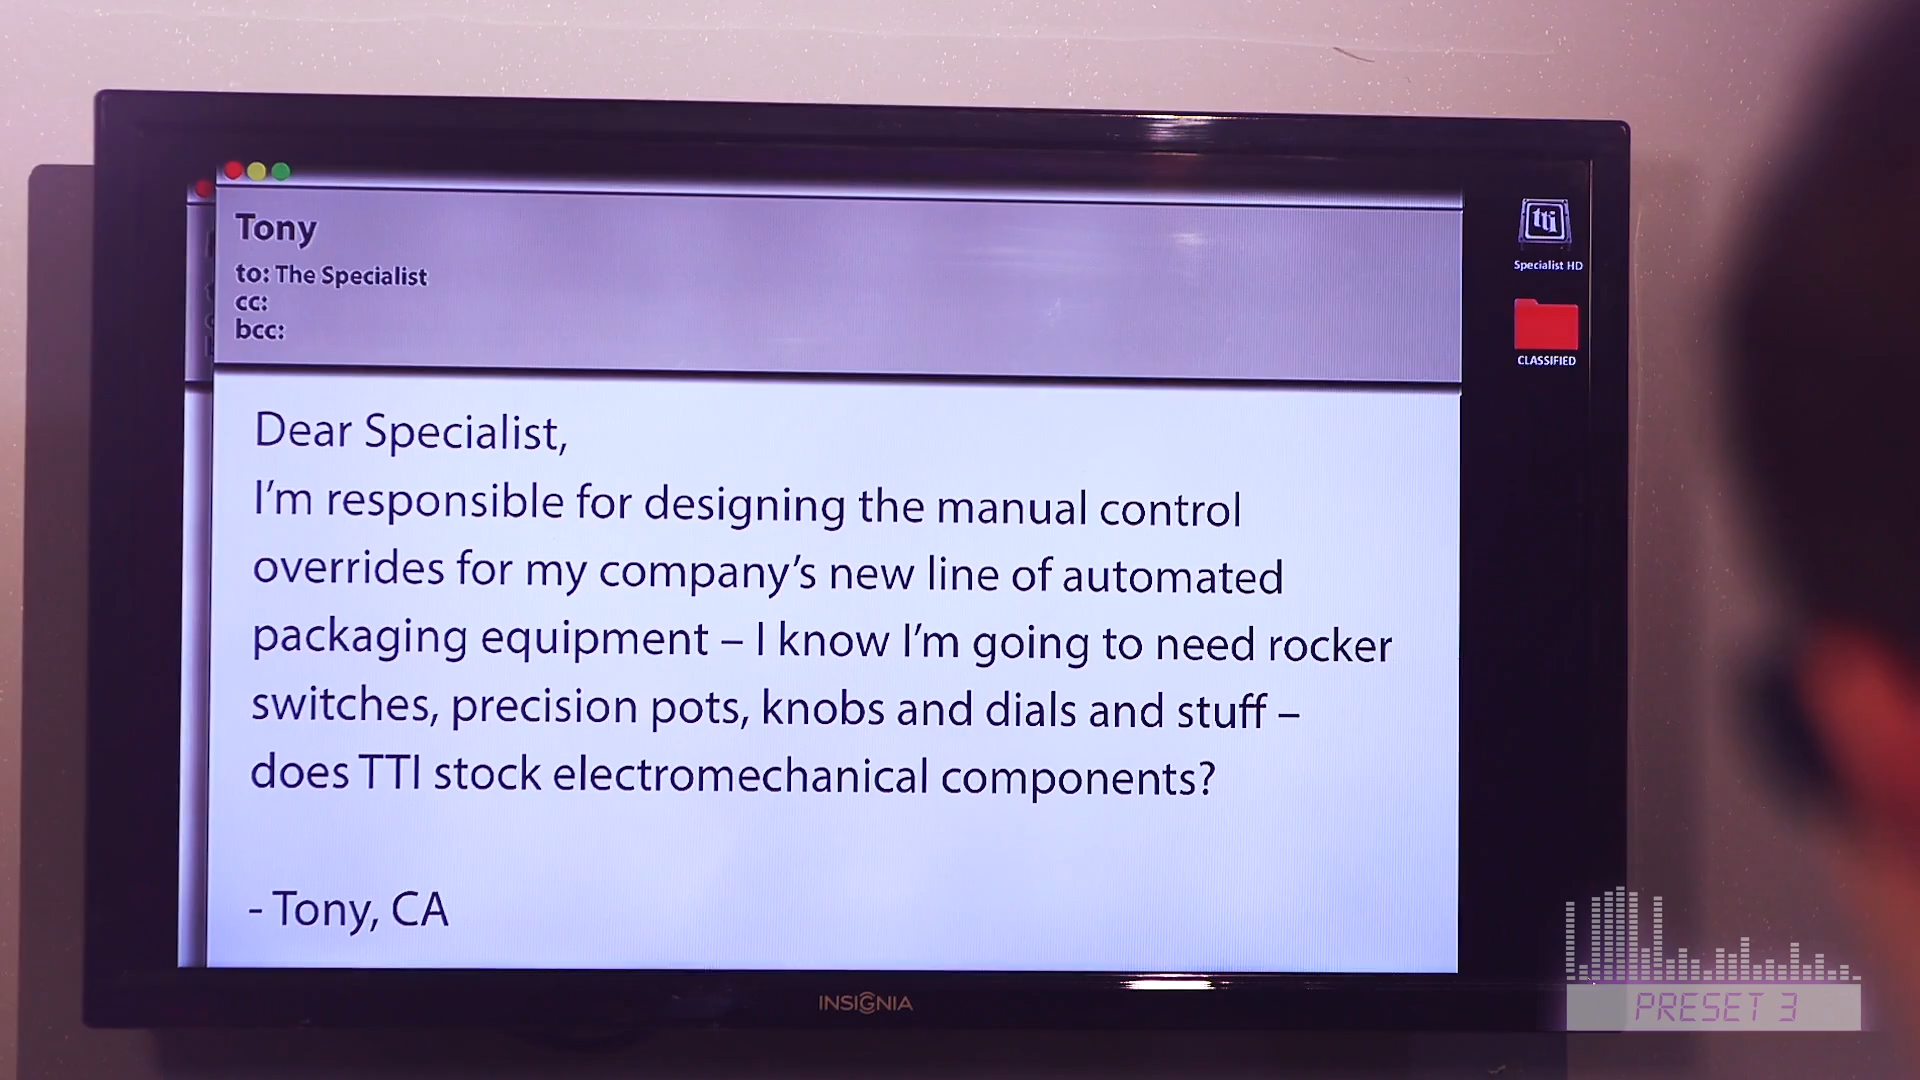 Tony
to: The Specialist
cc:
bcc:
Dear Specialist,
I'm responsible for designing the manual control
overrides for my company's new line of automated
packaging equipment – I know I'm going to need rocker
switches, precision pots, knobs and dials and stuff –
does TTI stock electromechanical components?
- Tony, CA
tti
Specialist HD
CLASSIFIED
INSIGNIA
PRESET 3